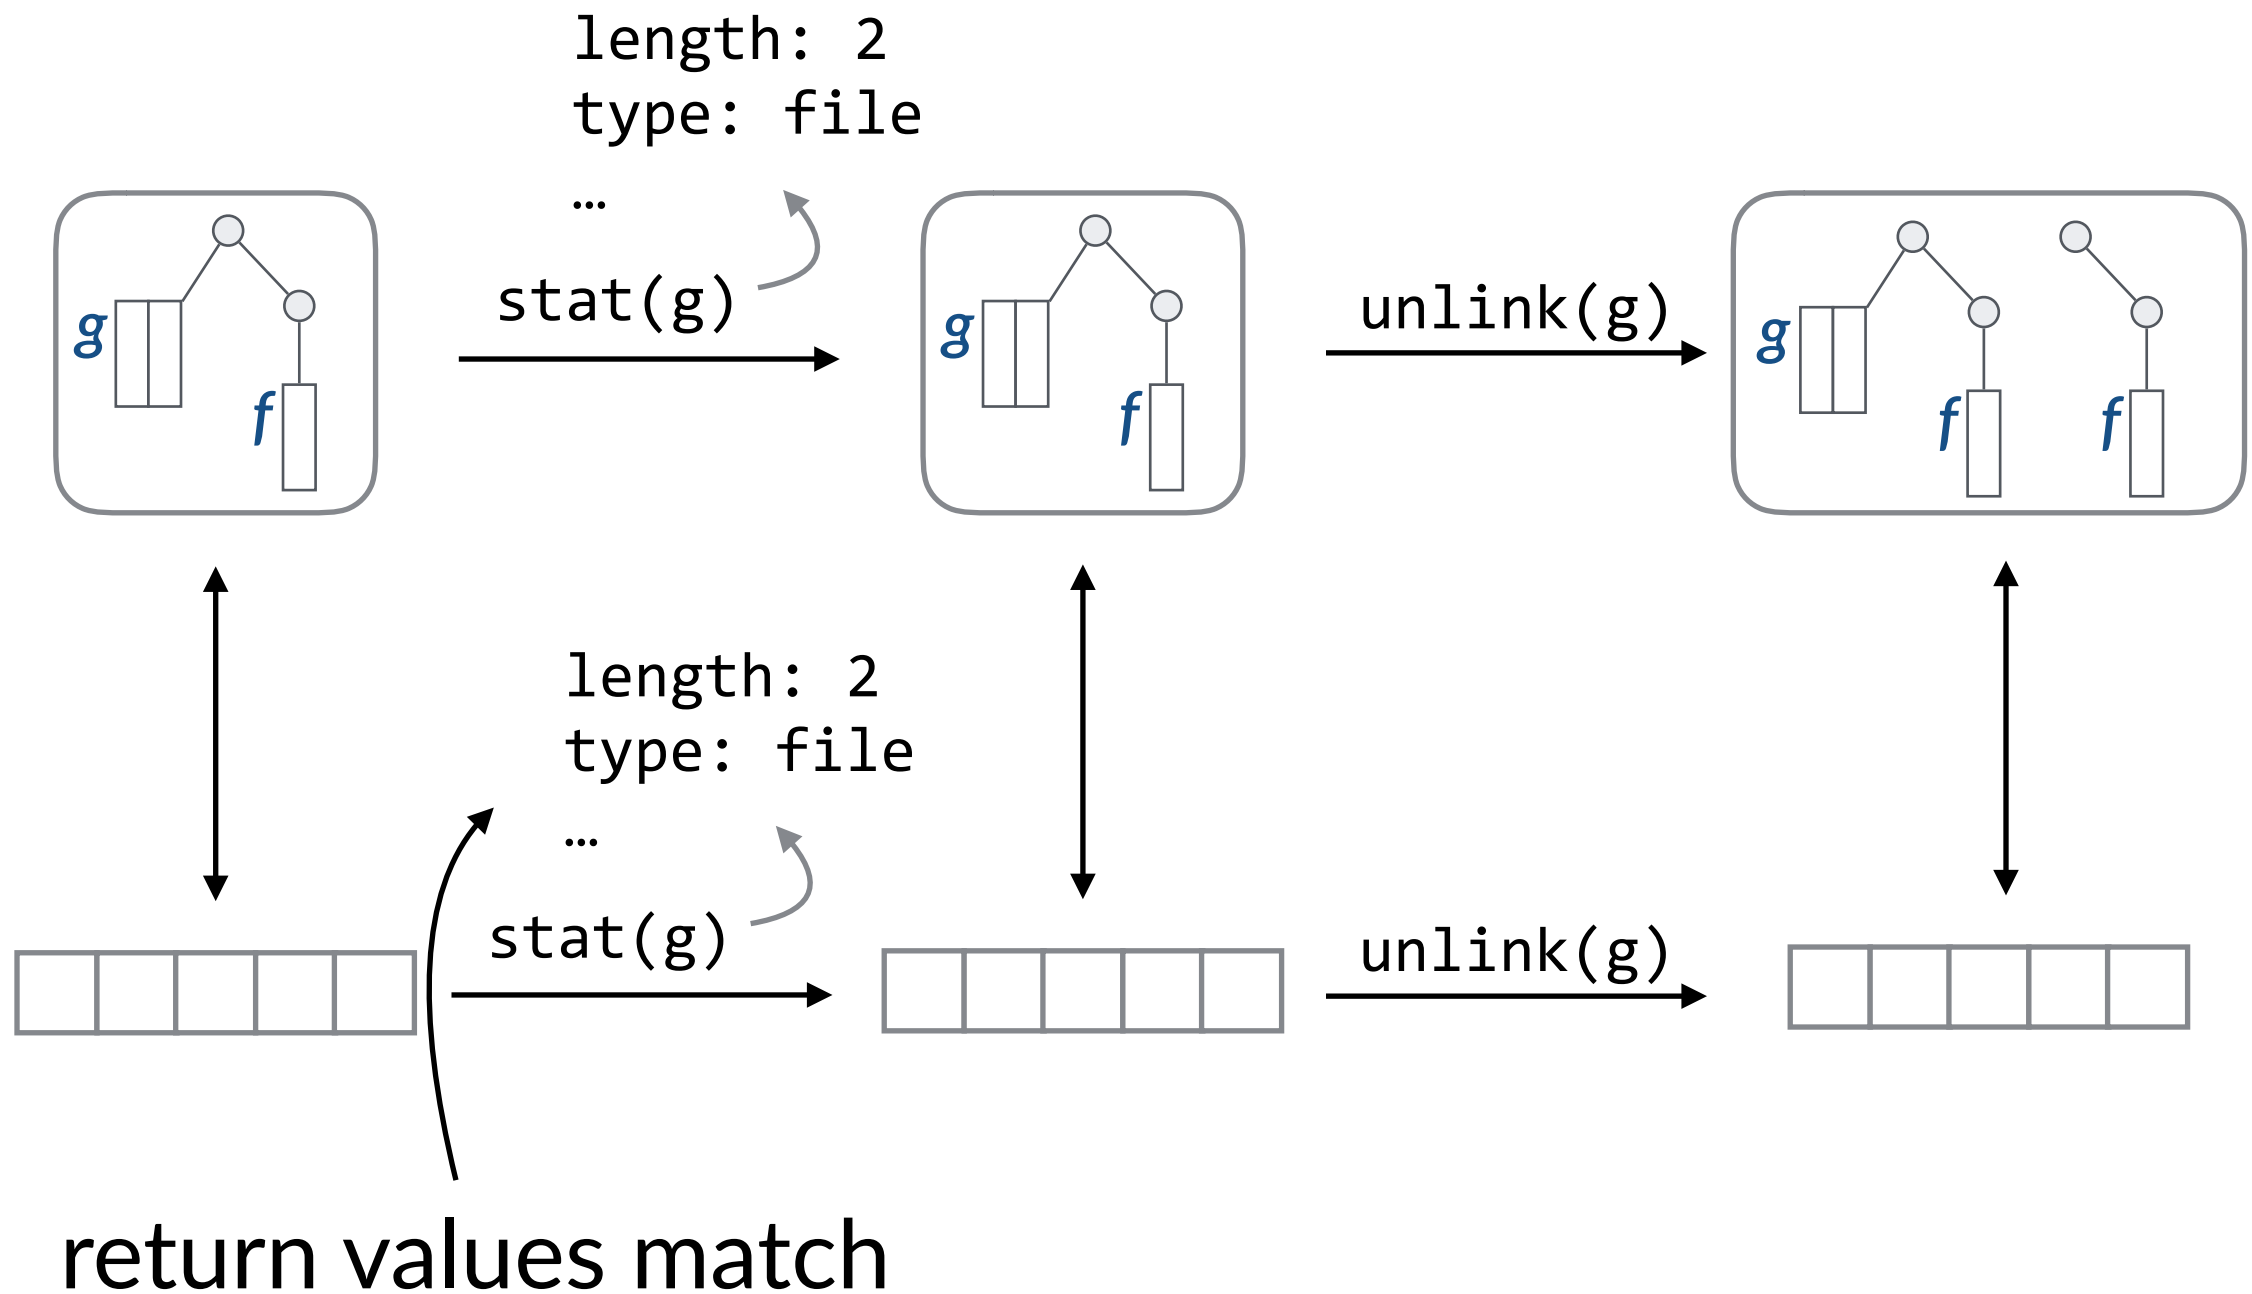 length: 2
type: file
…
stat(g)
unlink(g)
g
f
g
f
g
f
f
length: 2
type: file
…
stat(g)
unlink(g)
return values match